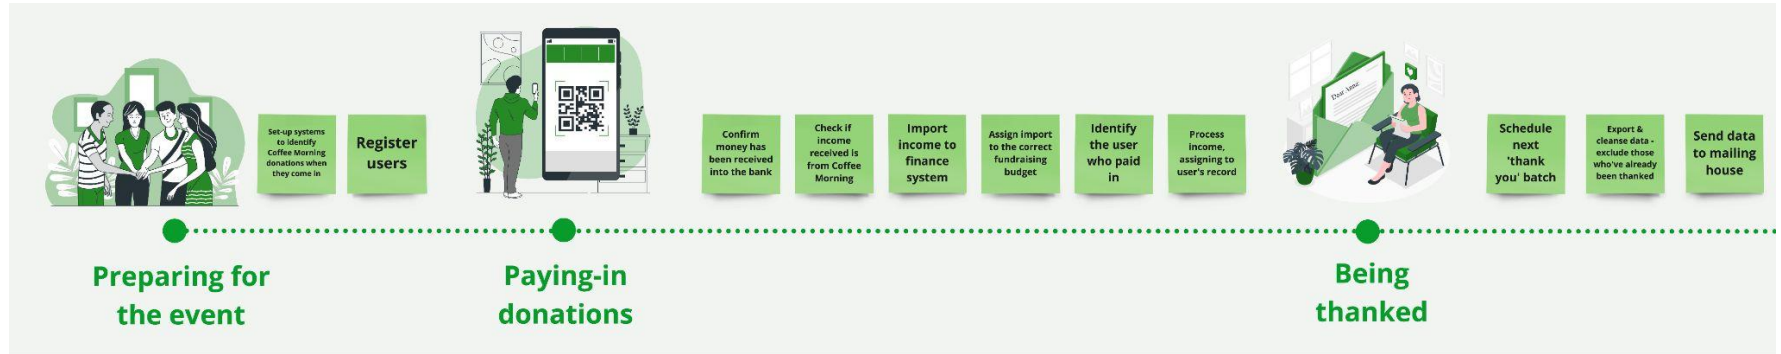 Set-up systems
to identify
Coffee Morning
donations when
they come in
Register
users
Confirm
money has
been received
into the bank
Check if
income
received is
from Coffee
Morning
Import
income to
finance
system
Assign import
to the correct
fundraising
budget
Identify
the user
who paid
in
Process
income,
assigning to
user's record
Dear Anne
Schedule
next
'thank
you' batch
Export &
cleanse data -
exclude those
who've already
been thanked
Send data
to mailing
house
Preparing for
the event
Paying-in
donations
Being
thanked